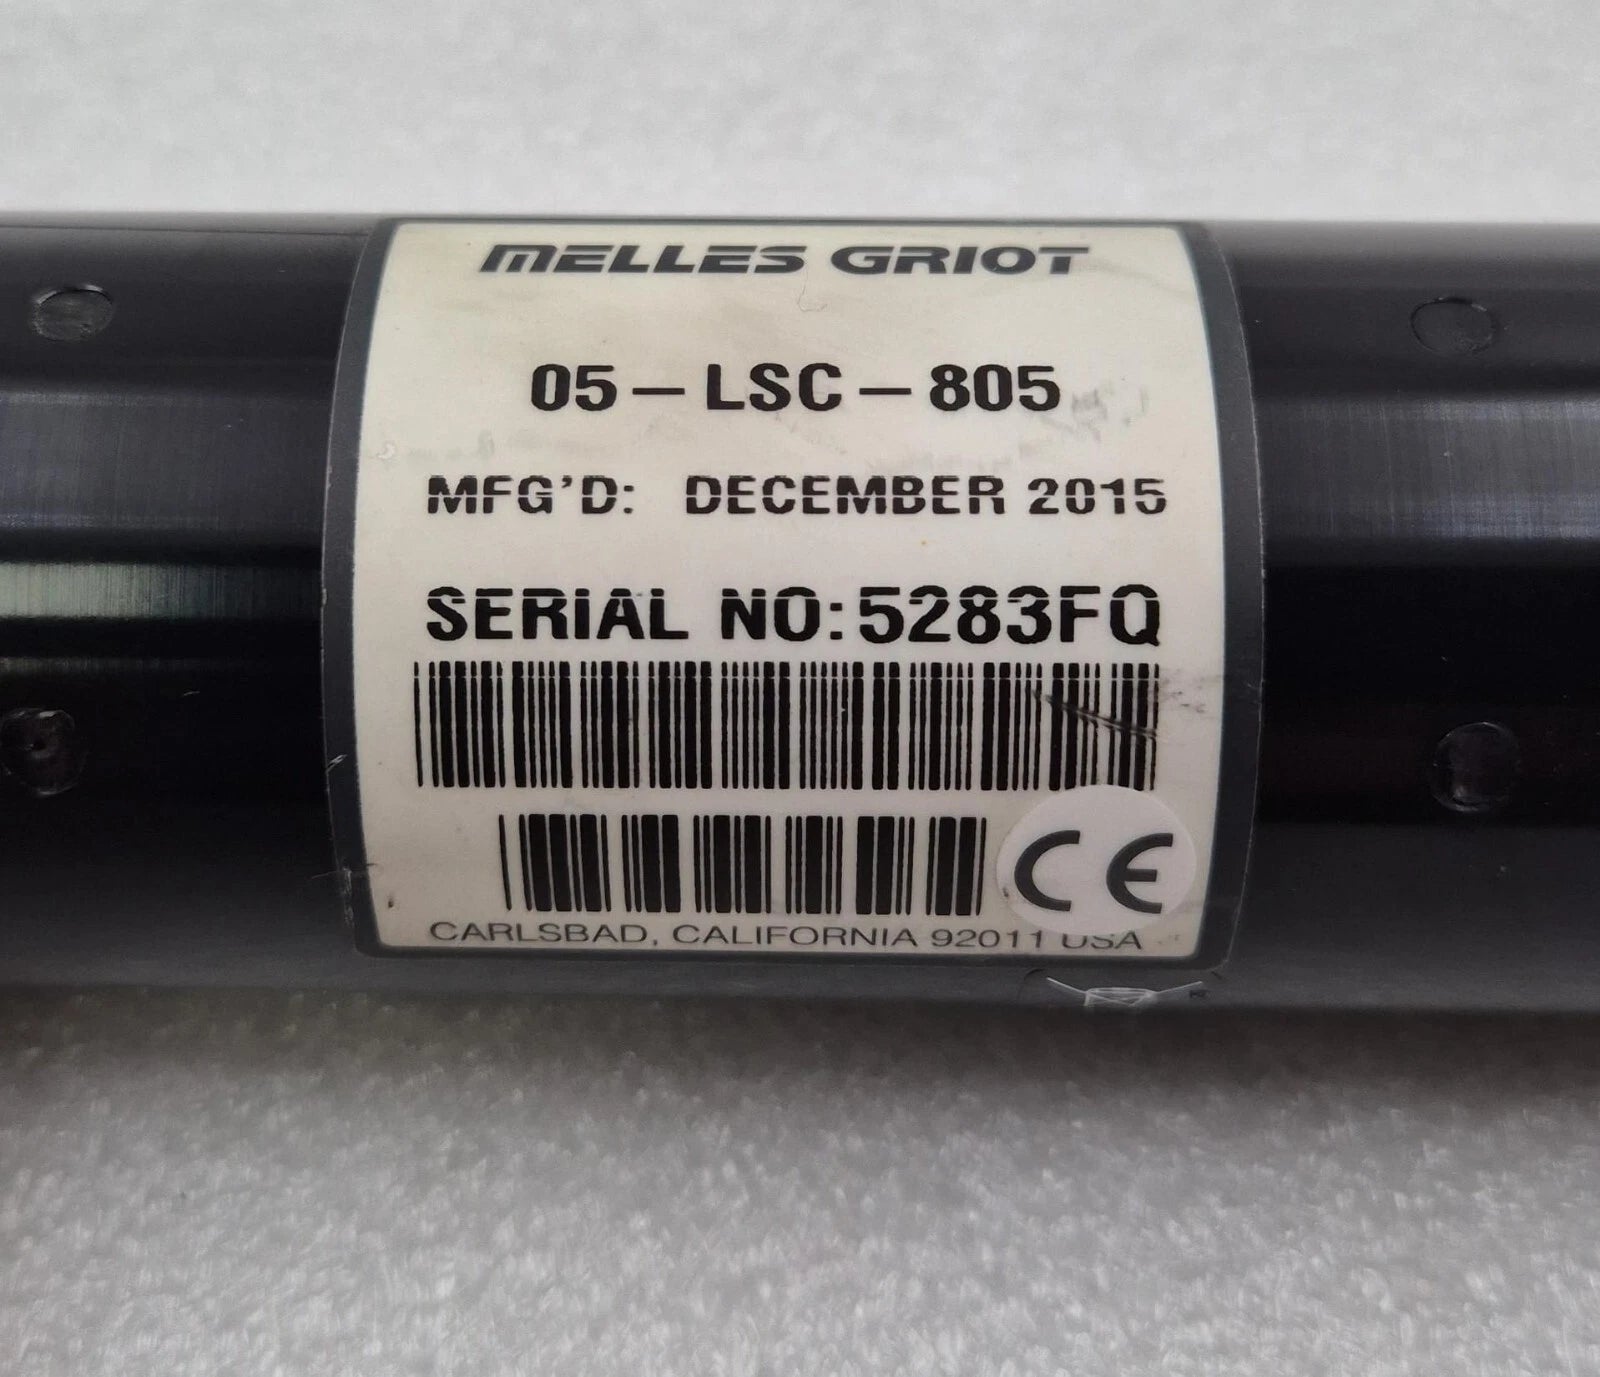 MELLES GRIOT
05-LSC-805
MFG'D: DECEMBER 2015
SERIAL NO:5283FQ
CE
CARLSBAD, CALIFORNIA 92011 USA